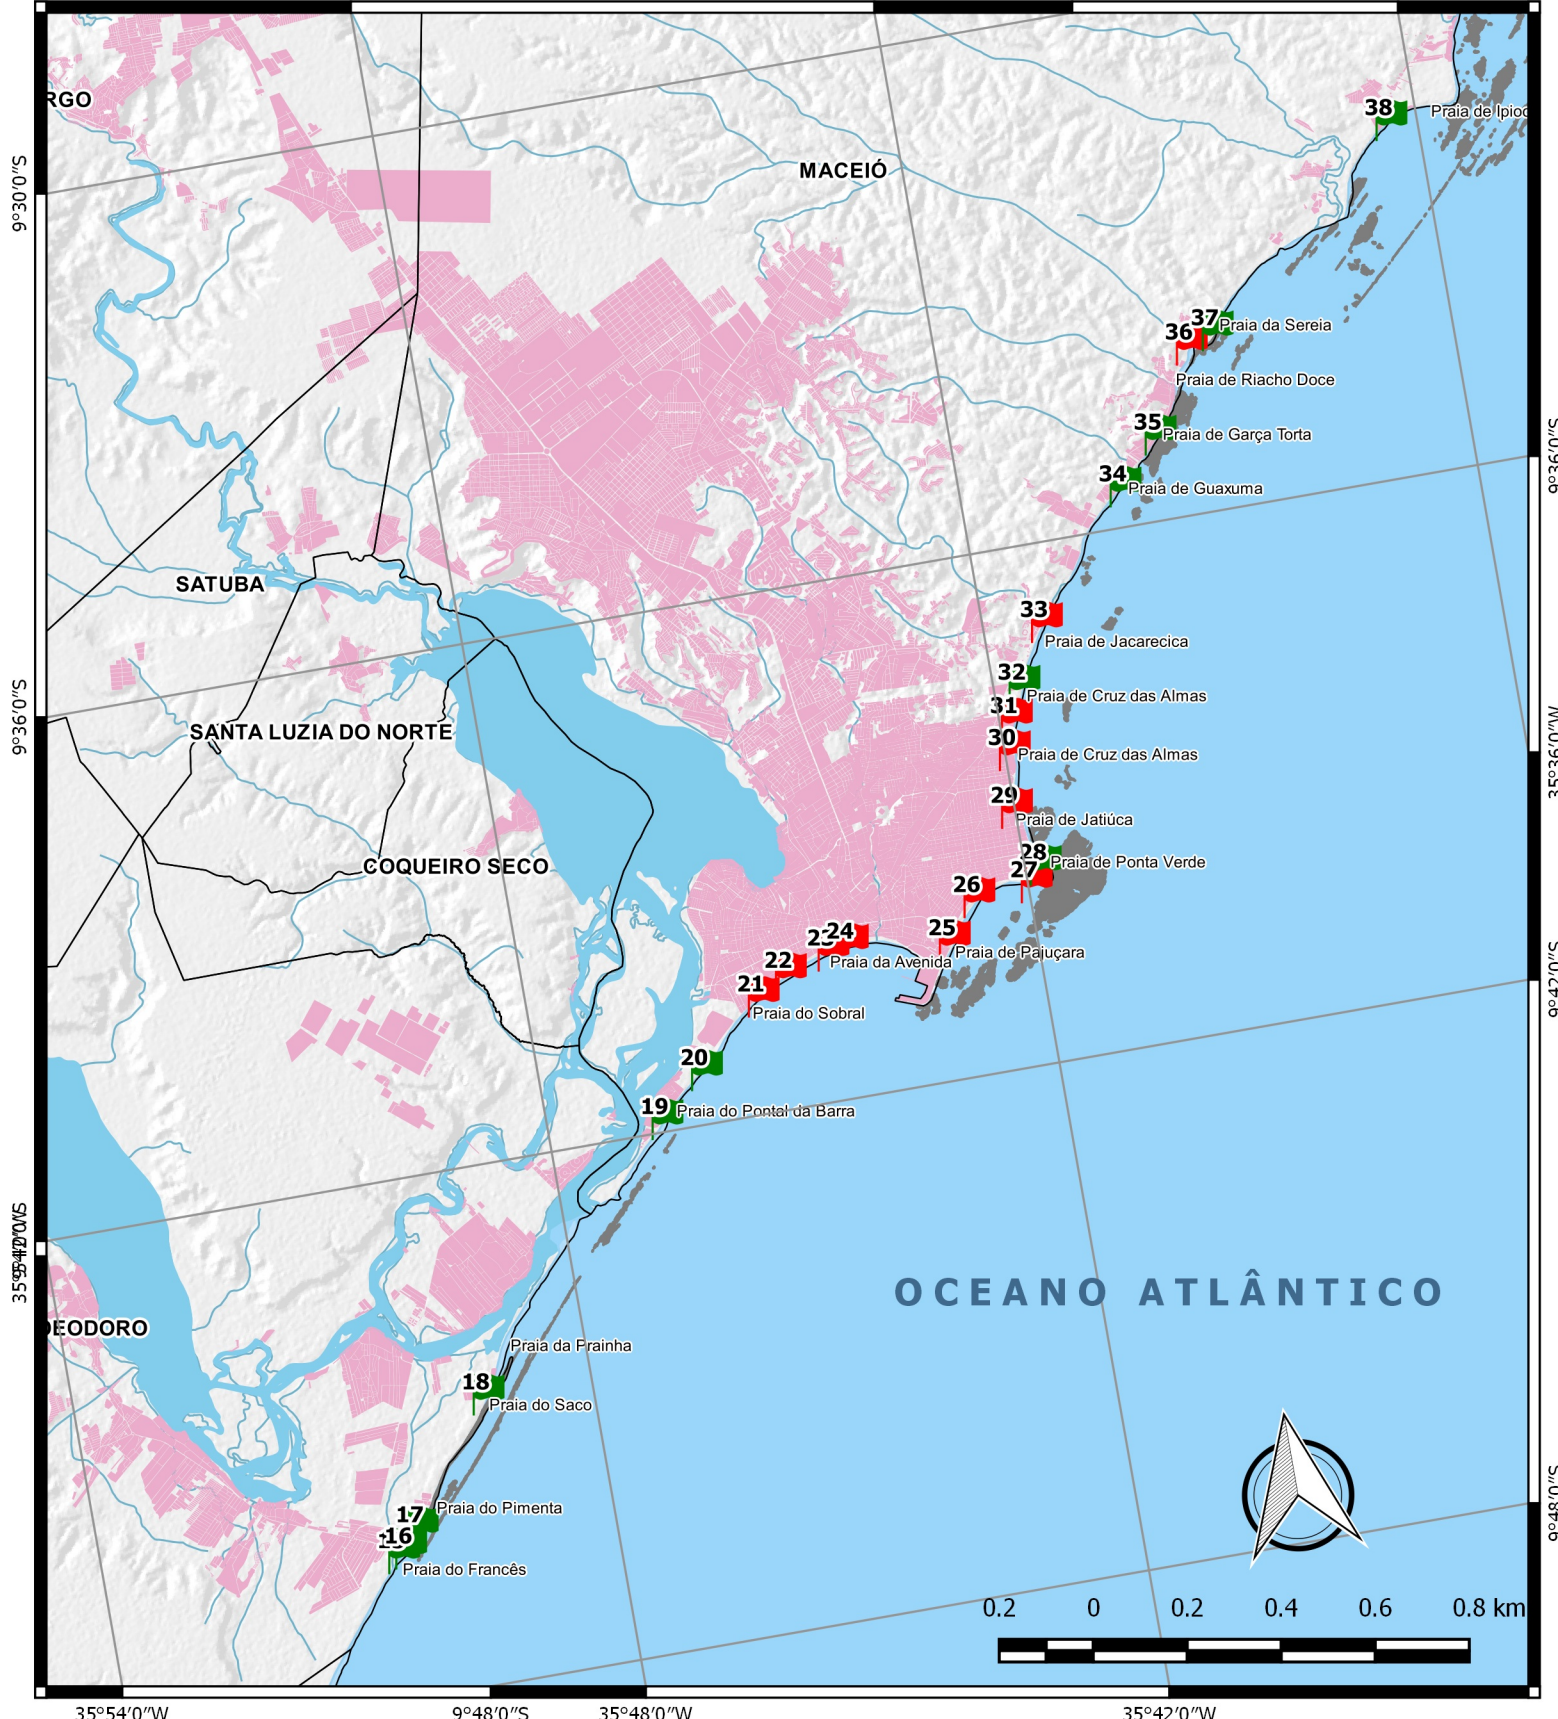 RGO
38
Praia de Ipioc
9°30'0"S
MACEIÓ
37
Praia da Sereia
36
Praia de Riacho Doce
35
Praia de Garça Torta
9°36'0"S
34
Praia de Guaxuma
SATUBA
33
Praia de Jacarecica
32
Praia de Cruz das Almas
31
9°36'0"S
SANTA LUZIA DO NORTE
30
Praia de Cruz das Almas
35°36'0"W
29
Praia de Jatiúca
28
Praia de Ponta Verde
COQUEIRO SECO
27
26
25
Praia de Pajuçara
23
24
Praia da Avenida
22
9°42'0"S
21
Praia do Sobral
20
19
Praia do Pontal da Barra
OCEANO ATLÂNTICO
DEODORO
Praia da Prainha
18
Praia do Saco
9°48'0"S
17
Praia do Pimenta
16
Praia do Francês
0.2 0 0.2 0.4 0.6 0.8 km
35°54'0"W 9°48'0"S 35°48'0"W 35°42'0"W